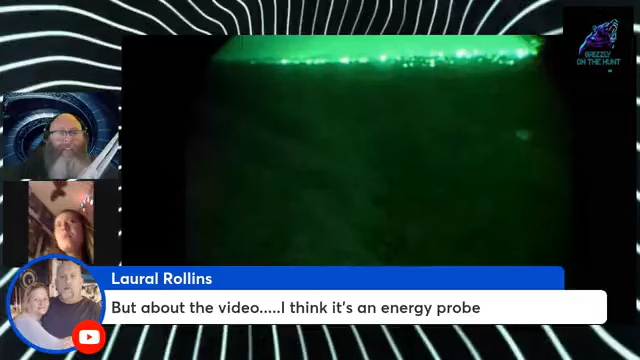 GRIZZLY
ON THE HUNT
Laural Rollins
But about the video.....I think it's an energy probe